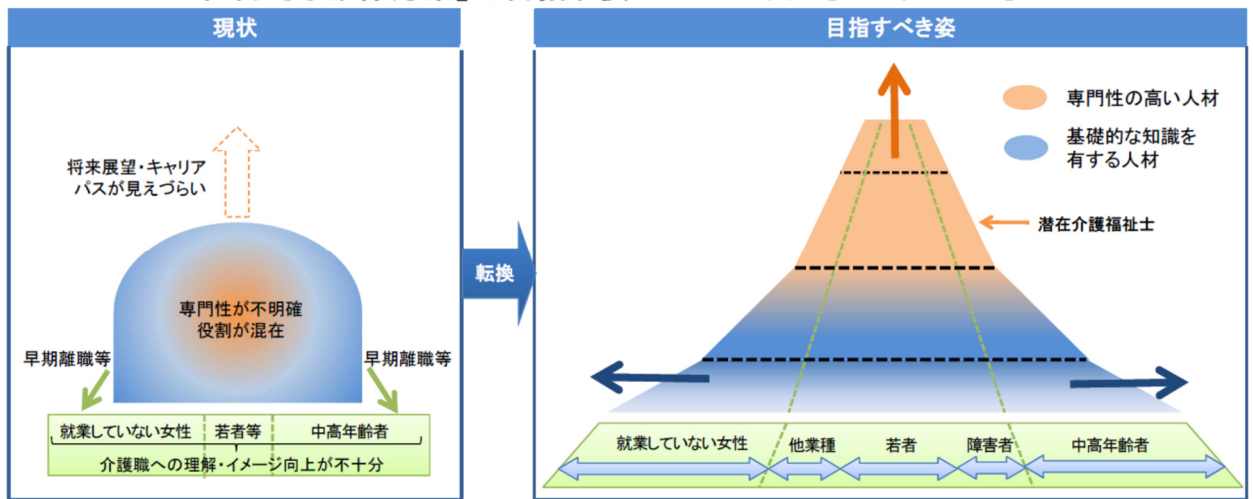 現状
将来展望・キャリア
パスが見えづらい
専門性が不明確
役割が混在
早期離職等
早期離職等
就業していない女性
若者等
中高年齢者
介護職への理解・イメージ向上が不十分
転換
目指すべき姿
専門性の高い人材
基礎的な知識を
有する人材
潜在介護福祉士
就業していない女性
他業種
若者
障害者
中高年齢者